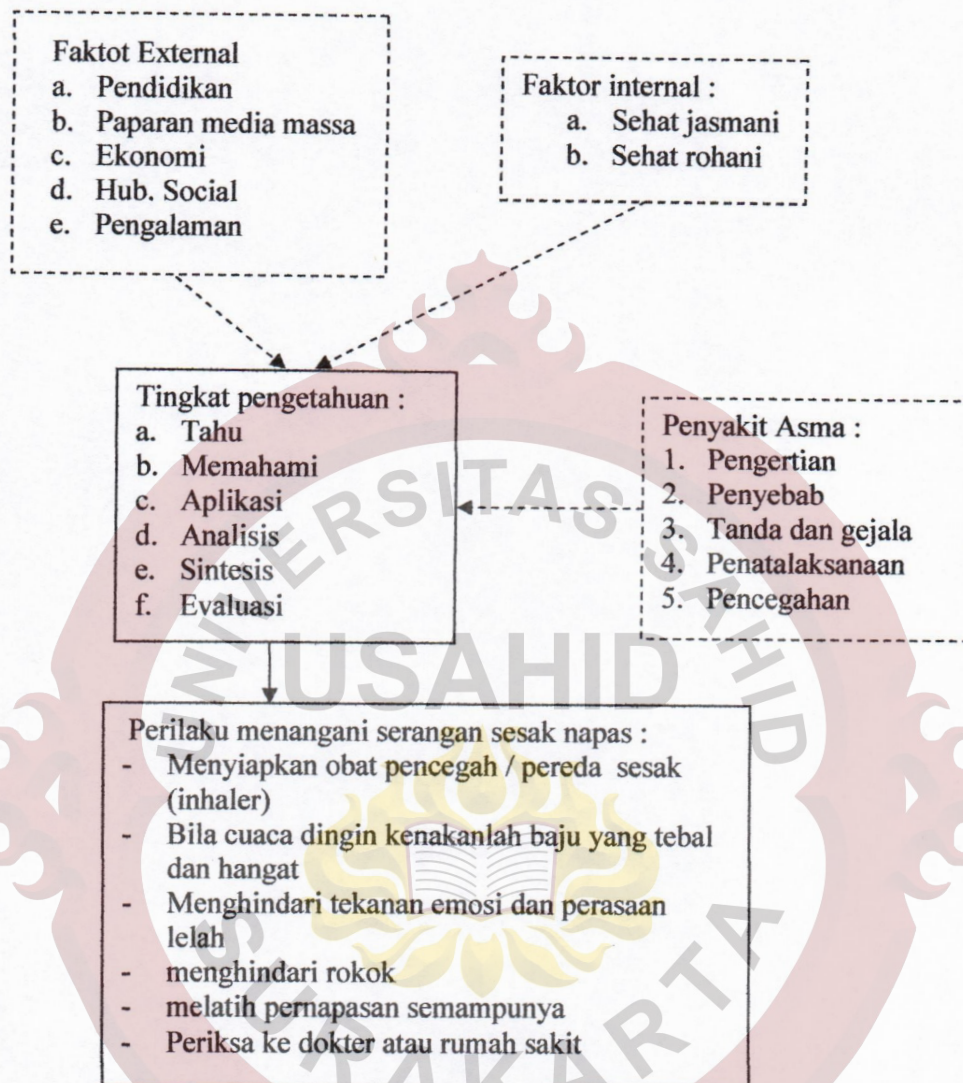 Faktot External
a. Pendidikan
b. Paparan media massa
c. Ekonomi
d. Hub. Social
e. Pengalaman
Faktor internal :
a. Sehat jasmani
b. Sehat rohani
Tingkat pengetahuan :
a. Tahu
b. Memahami
c. Aplikasi
d. Analisis
e. Sintesis
f. Evaluasi
Penyakit Asma :
1. Pengertian
2. Penyebab
3. Tanda dan gejala
4. Penatalaksanaan
5. Pencegahan
Perilaku menangani serangan sesak napas :
- Menyiapkan obat pencegah / pereda sesak
(inhaler)
- Bila cuaca dingin kenakanlah baju yang tebal
dan hangat
- Menghindari tekanan emosi dan perasaan
lelah
- menghindari rokok
- melatih pernapasan semampunya
- Periksa ke dokter atau rumah sakit
UNIVERSITAS SAHID
USAHID
SURAKARTA